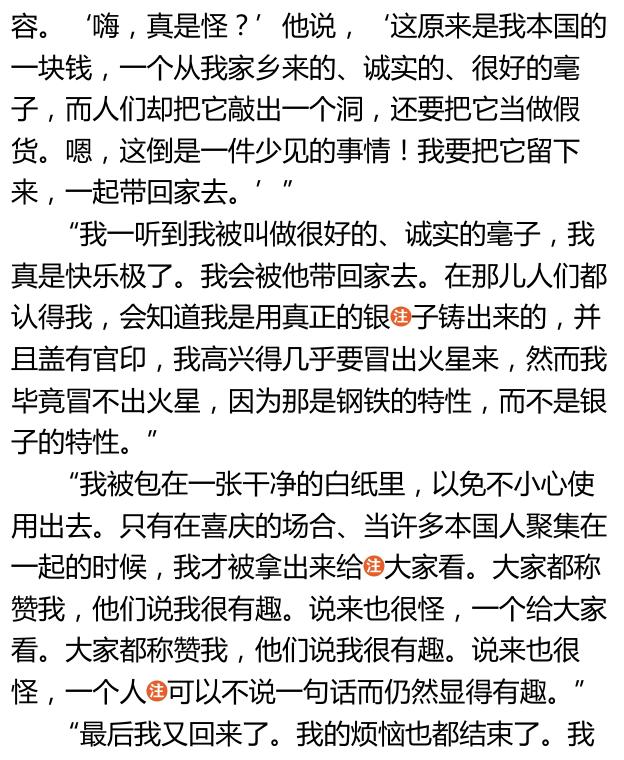 容。‘嗨，真是怪？’他说，‘这原来是我本国的
一块钱，一个从我家乡来的、诚实的、很好的毫
子，而人们却把它敲出一个洞，还要把它当做假
货。嗯，这倒是一件少见的事情！我要把它留下
来，一起带回家去。’”
“我一听到我被叫做很好的、诚实的毫子，我
真是快乐极了。我会被他带回家去。在那儿人们都
认得我，会知道我是用真正的银注子铸出来的，并
且盖有官印，我高兴得几乎要冒出火星来，然而我
毕竟冒不出火星，因为那是钢铁的特性，而不是银
子的特性。”
“我被包在一张干净的白纸里，以免不小心使
用出去。只有在喜庆的场合、当许多本国人聚集在
一起的时候，我才被拿出来给注大家看。大家都称
赞我，他们说我很有趣。说来也很怪，一个给大家
看。大家都称赞我，他们说我很有趣。说来也很
怪，一个人注可以不说一句话而仍然显得有趣。”
“最后我又回来了。我的烦恼也都结束了。我